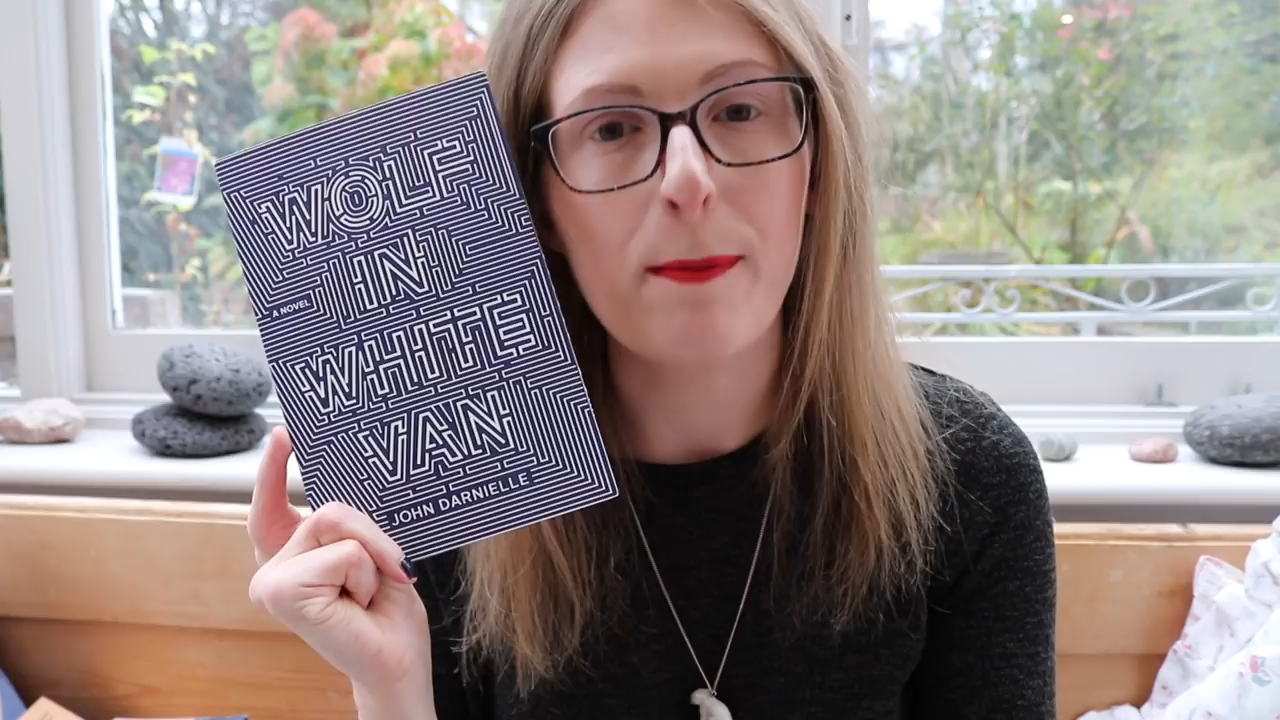 WOLF
IN
A NOVEL
WHITE
VAN
JOHN DARNIELLE